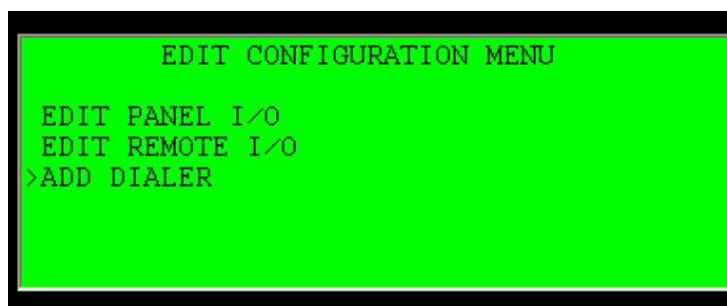 EDIT CONFIGURATION MENU
EDIT PANEL I/O
EDIT REMOTE I/O
>ADD DIALER